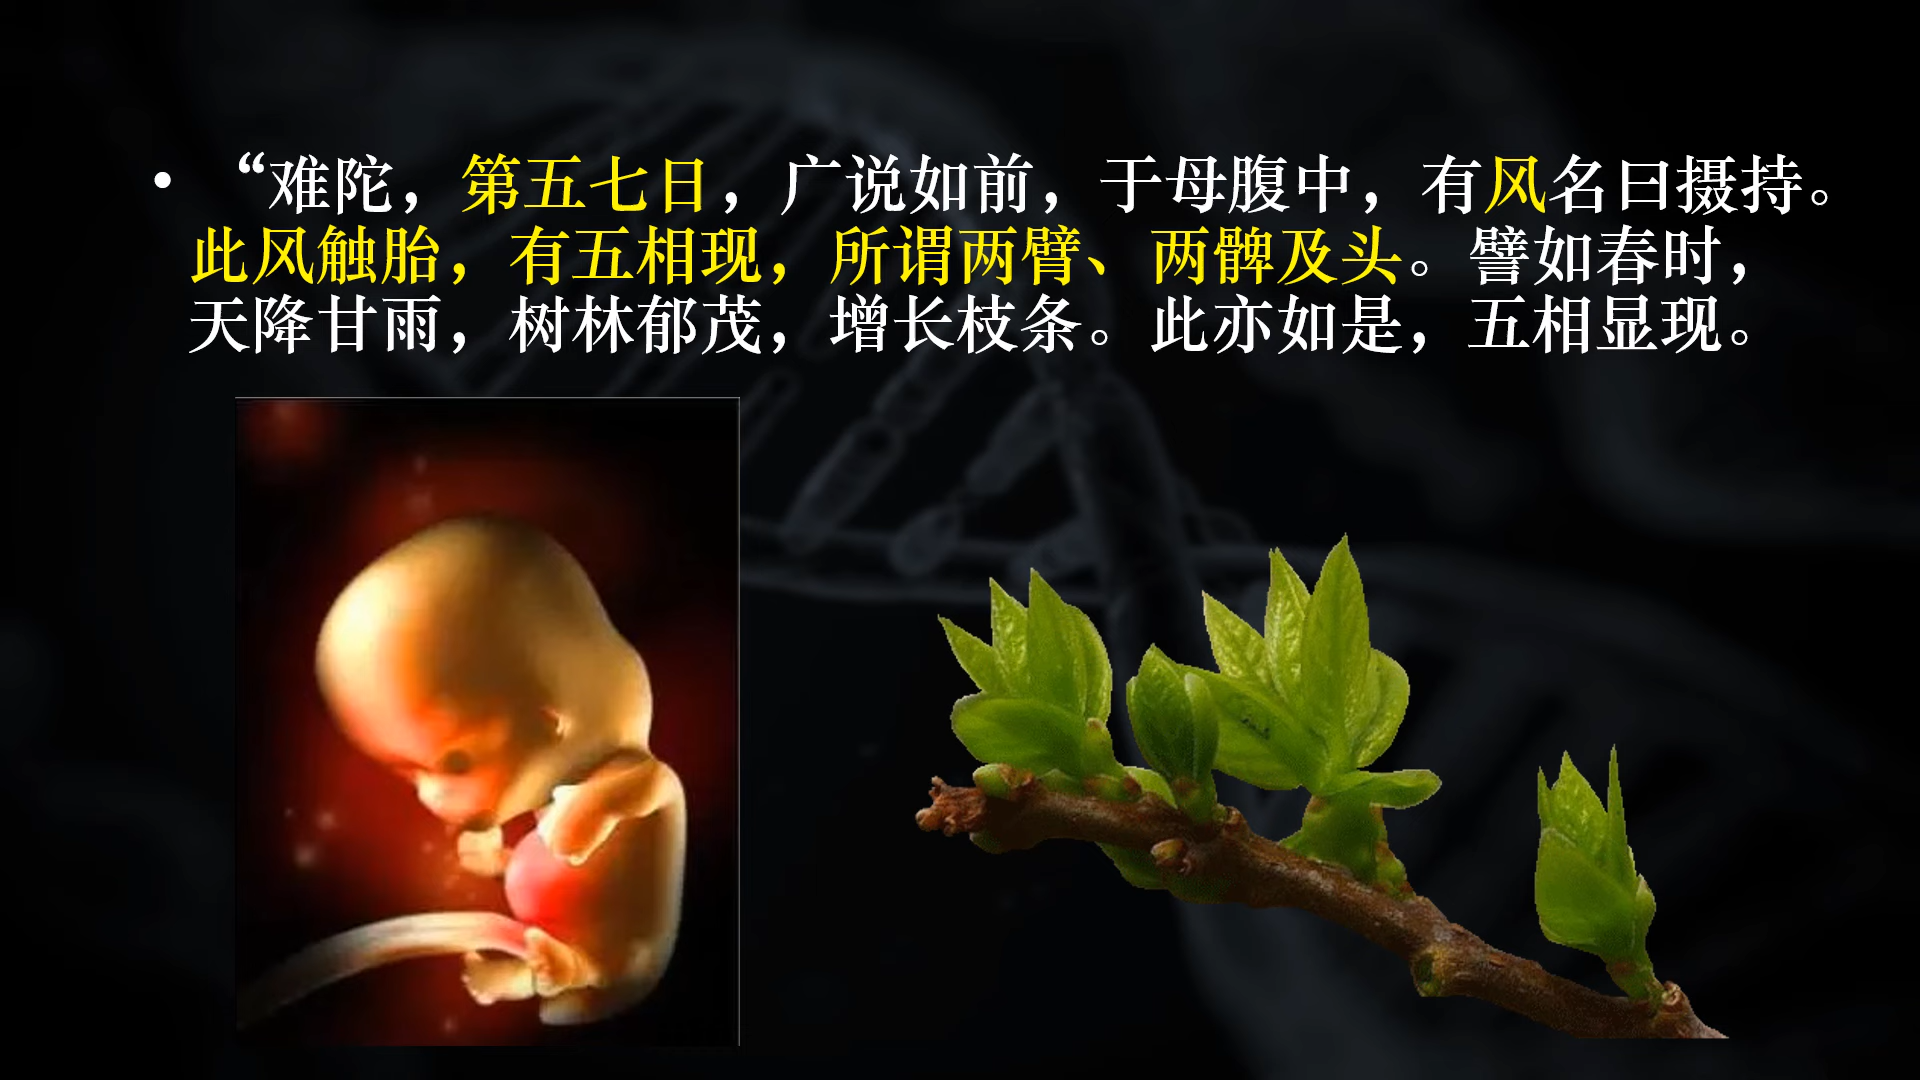 • “难陀，第五七日，广说如前，于母腹中，有风名曰摄持。
此风触胎，有五相现，所谓两臂、两髀及头。譬如春时，
天降甘雨，树林郁茂，增长枝条。此亦如是，五相显现。